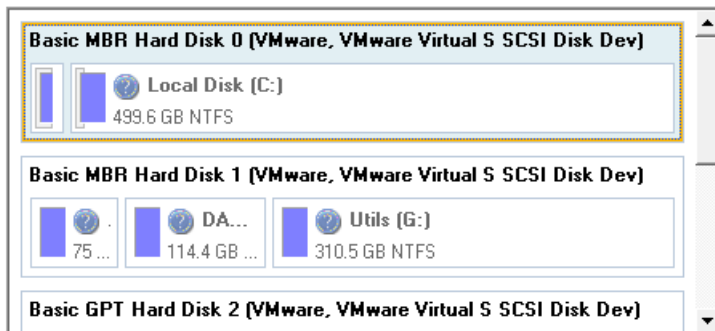 Basic MBR Hard Disk 0 (VMware, VMware Virtual S SCSI Disk Dev)
Local Disk (C:)
499.6 GB NTFS
Basic MBR Hard Disk 1 (VMware, VMware Virtual S SCSI Disk Dev)
. DA... Utils (G:)
75 ... 114.4 GB ... 310.5 GB NTFS
Basic GPT Hard Disk 2 (VMware, VMware Virtual S SCSI Disk Dev)